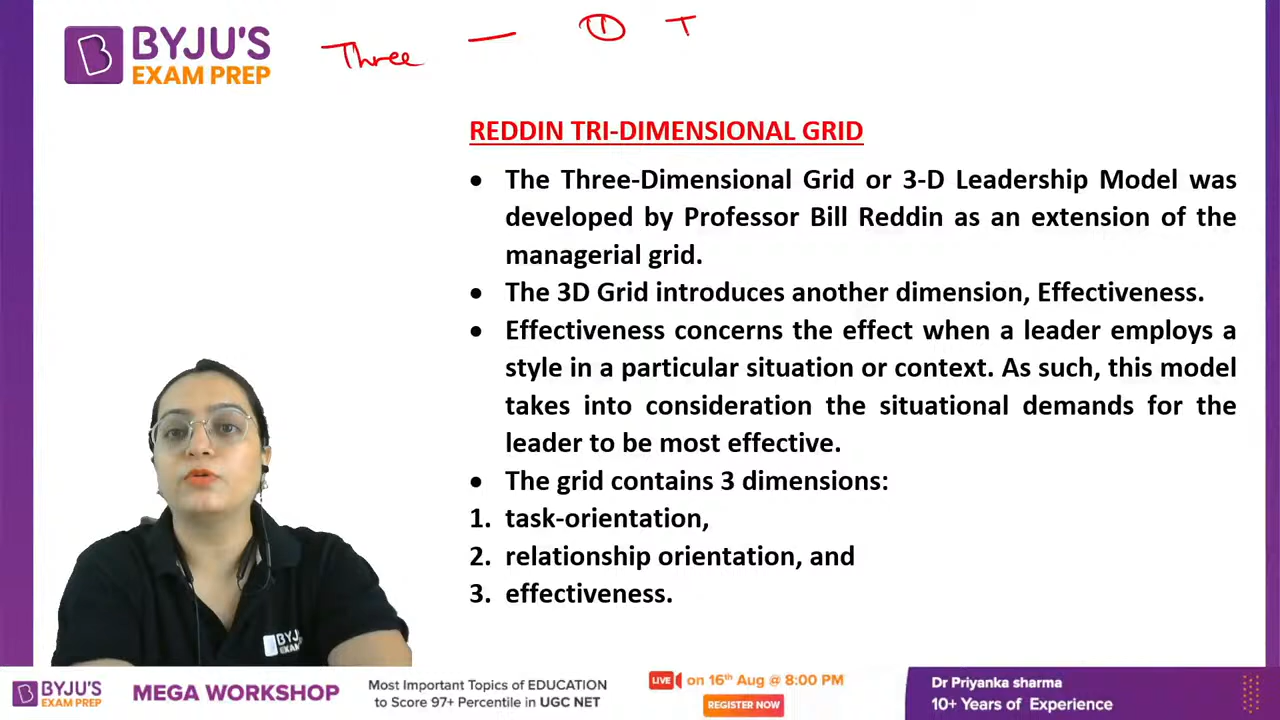 BYJU'S
EXAM PREP
Three — ① T
REDDIN TRI-DIMENSIONAL GRID
• The Three-Dimensional Grid or 3-D Leadership Model was
developed by Professor Bill Reddin as an extension of the
managerial grid.
• The 3D Grid introduces another dimension, Effectiveness.
• Effectiveness concerns the effect when a leader employs a
style in a particular situation or context. As such, this model
takes into consideration the situational demands for the
leader to be most effective.
• The grid contains 3 dimensions:
1. task-orientation,
2. relationship orientation, and
3. effectiveness.
BYJU'S
EXAM PREP
MEGA WORKSHOP
Most Important Topics of EDUCATION
to Score 97+ Percentile in UGC NET
LIVE on 16th Aug @ 8:00 PM
REGISTER NOW
Dr Priyanka sharma
10+ Years of Experience